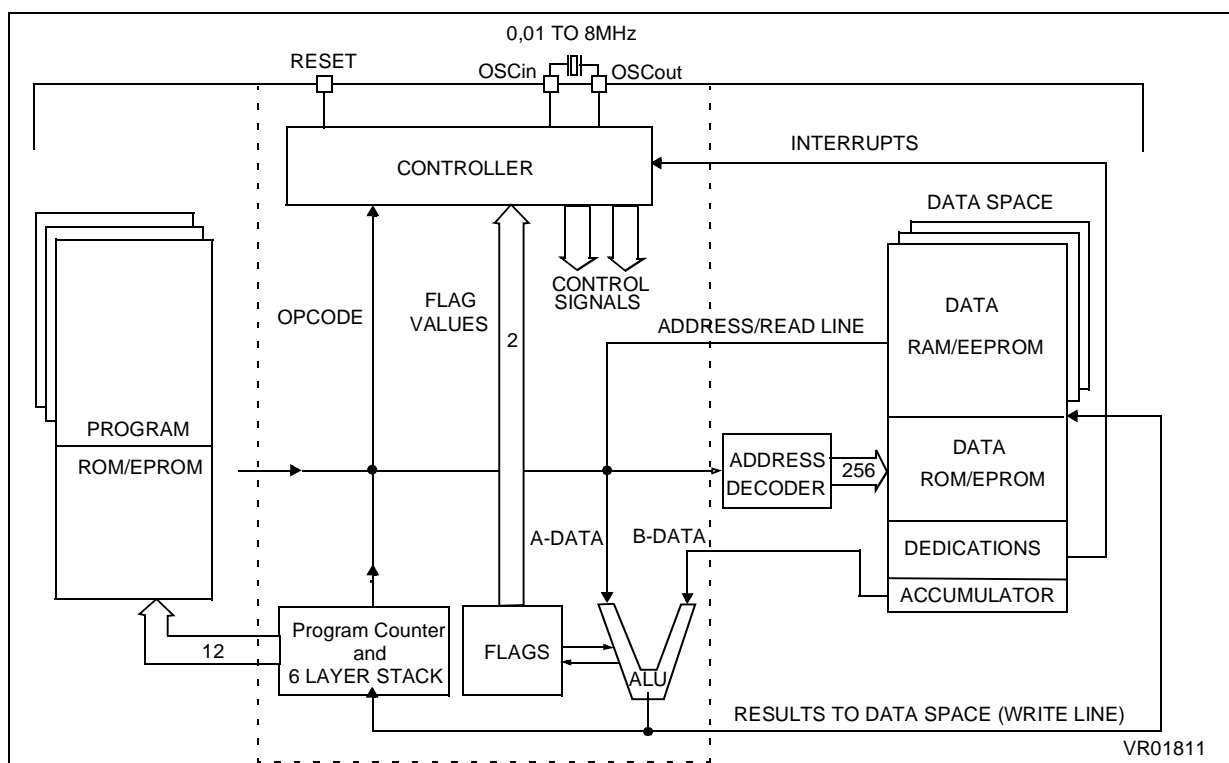 0,01 TO 8MHz
RESET
OSCin
OSCout
INTERRUPTS
CONTROLLER
DATA SPACE
CONTROL
SIGNALS
OPCODE
FLAG
VALUES
2
ADDRESS/READ LINE
DATA
RAM/EEPROM
PROGRAM
ROM/EPROM
ADDRESS
DECODER
256
DATA
ROM/EPROM
A-DATA
B-DATA
DEDICATIONS
ACCUMULATOR
12
Program Counter
and
6 LAYER STACK
FLAGS
ALU
RESULTS TO DATA SPACE (WRITE LINE)
VR01811